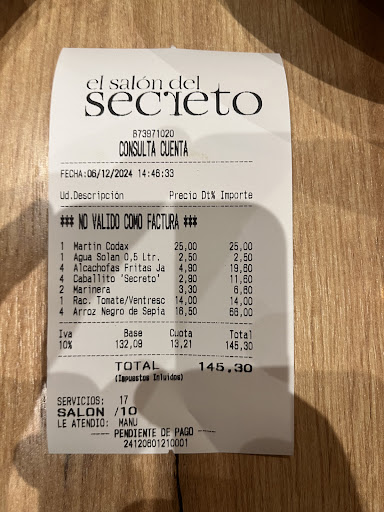 el salón del
secreto
B73971020
CONSULTA CUENTA
FECHA:06/12/2024 14:46:33
Ud.Descripción Precio Dt% Importe
*** NO VALIDO COMO FACTURA ***
1 Martin Codax 25,00 25,00
1 Agua Solan 0,5 Ltr. 2,50 2,50
4 Alcachofas Fritas Ja 4,90 19,60
4 Caballito 'Secreto' 2,90 11,60
2 Marinera 3,30 6,60
1 Rac. Tomate/Ventresc 14,00 14,00
4 Arroz Negro de Sepia 16,50 66,00
Iva Base Cuota Total
10% 132,09 13,21 145,30
TOTAL 145,30
(Impuestos Incluidos)
SERVICIOS: 17
SALON /10
LE ATENDIO: MANU
---- PENDIENTE DE PAGO ----
24120601210001